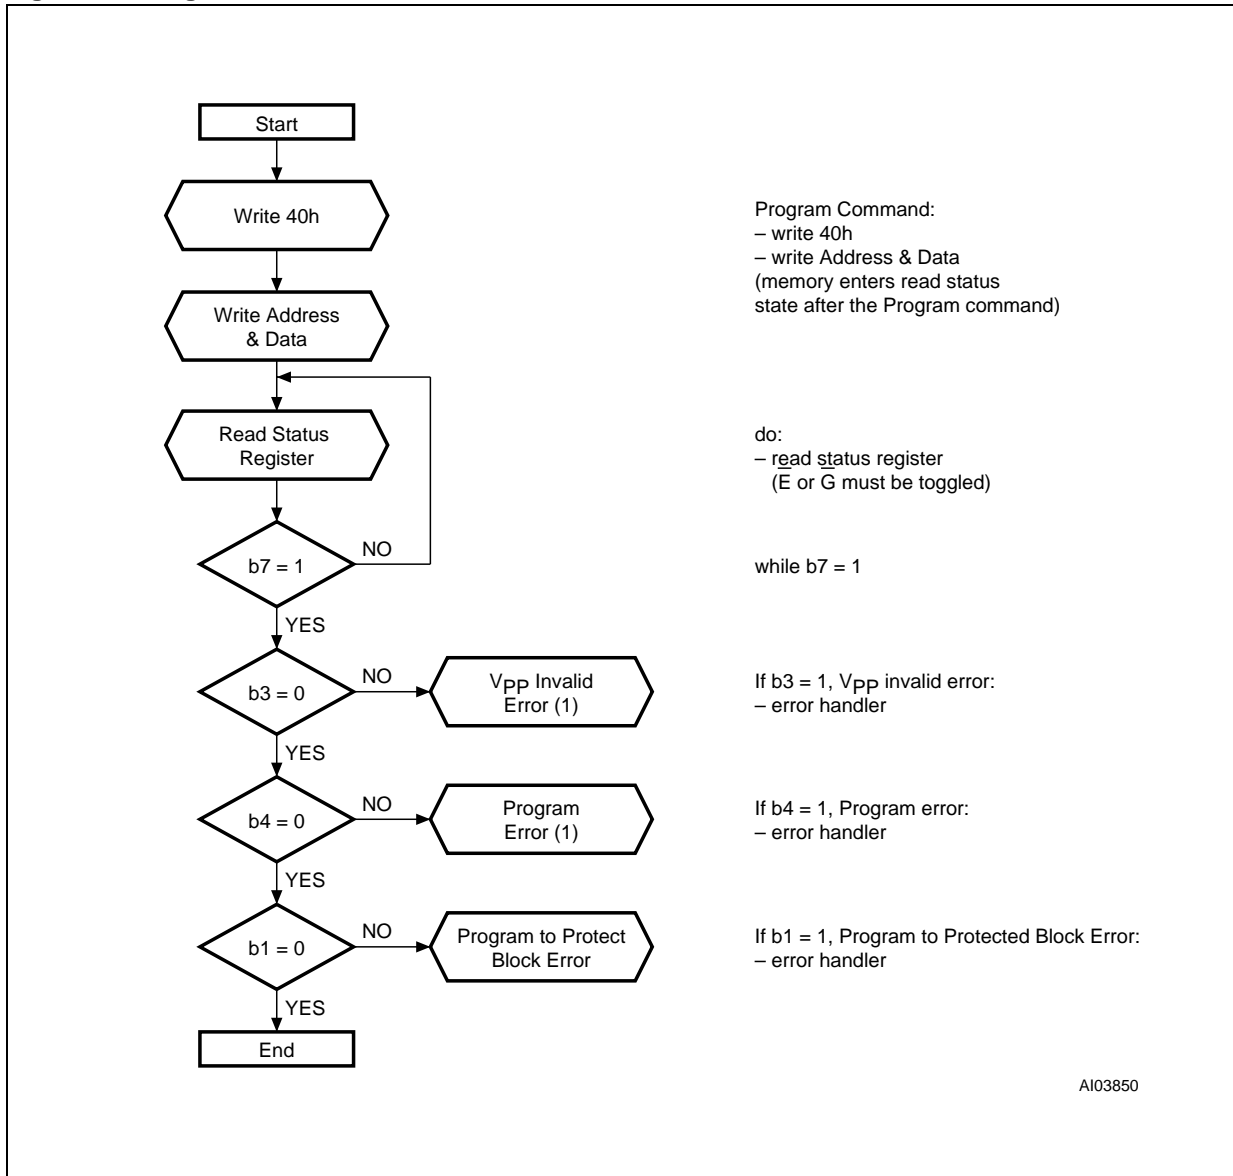 Start
Write 40h
Program Command:
– write 40h
– write Address & Data
(memory enters read status
state after the Program command)
Write Address
& Data
Read Status
Register
do:
– read status register
(E̅ or G̅ must be toggled)
b7 = 1
NO
while b7 = 1
YES
b3 = 0
NO
VPP Invalid
Error (1)
If b3 = 1, VPP invalid error:
– error handler
YES
b4 = 0
NO
Program
Error (1)
If b4 = 1, Program error:
– error handler
YES
b1 = 0
NO
Program to Protect
Block Error
If b1 = 1, Program to Protected Block Error:
– error handler
YES
End
AI03850